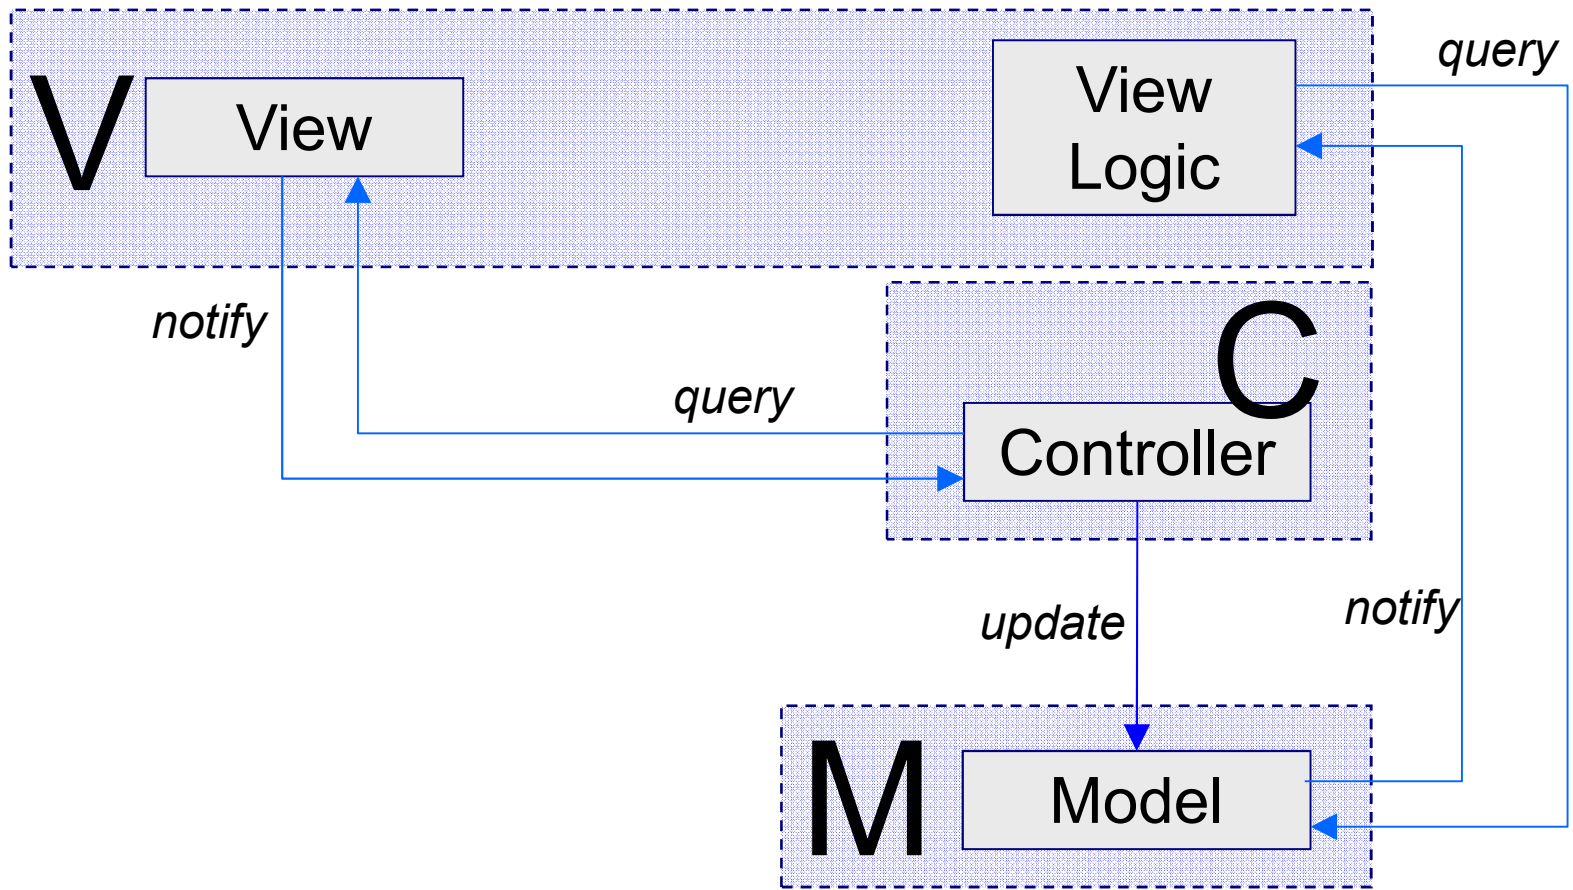 query
V
View
View
Logic
notify
C
query
Controller
update
notify
M
Model